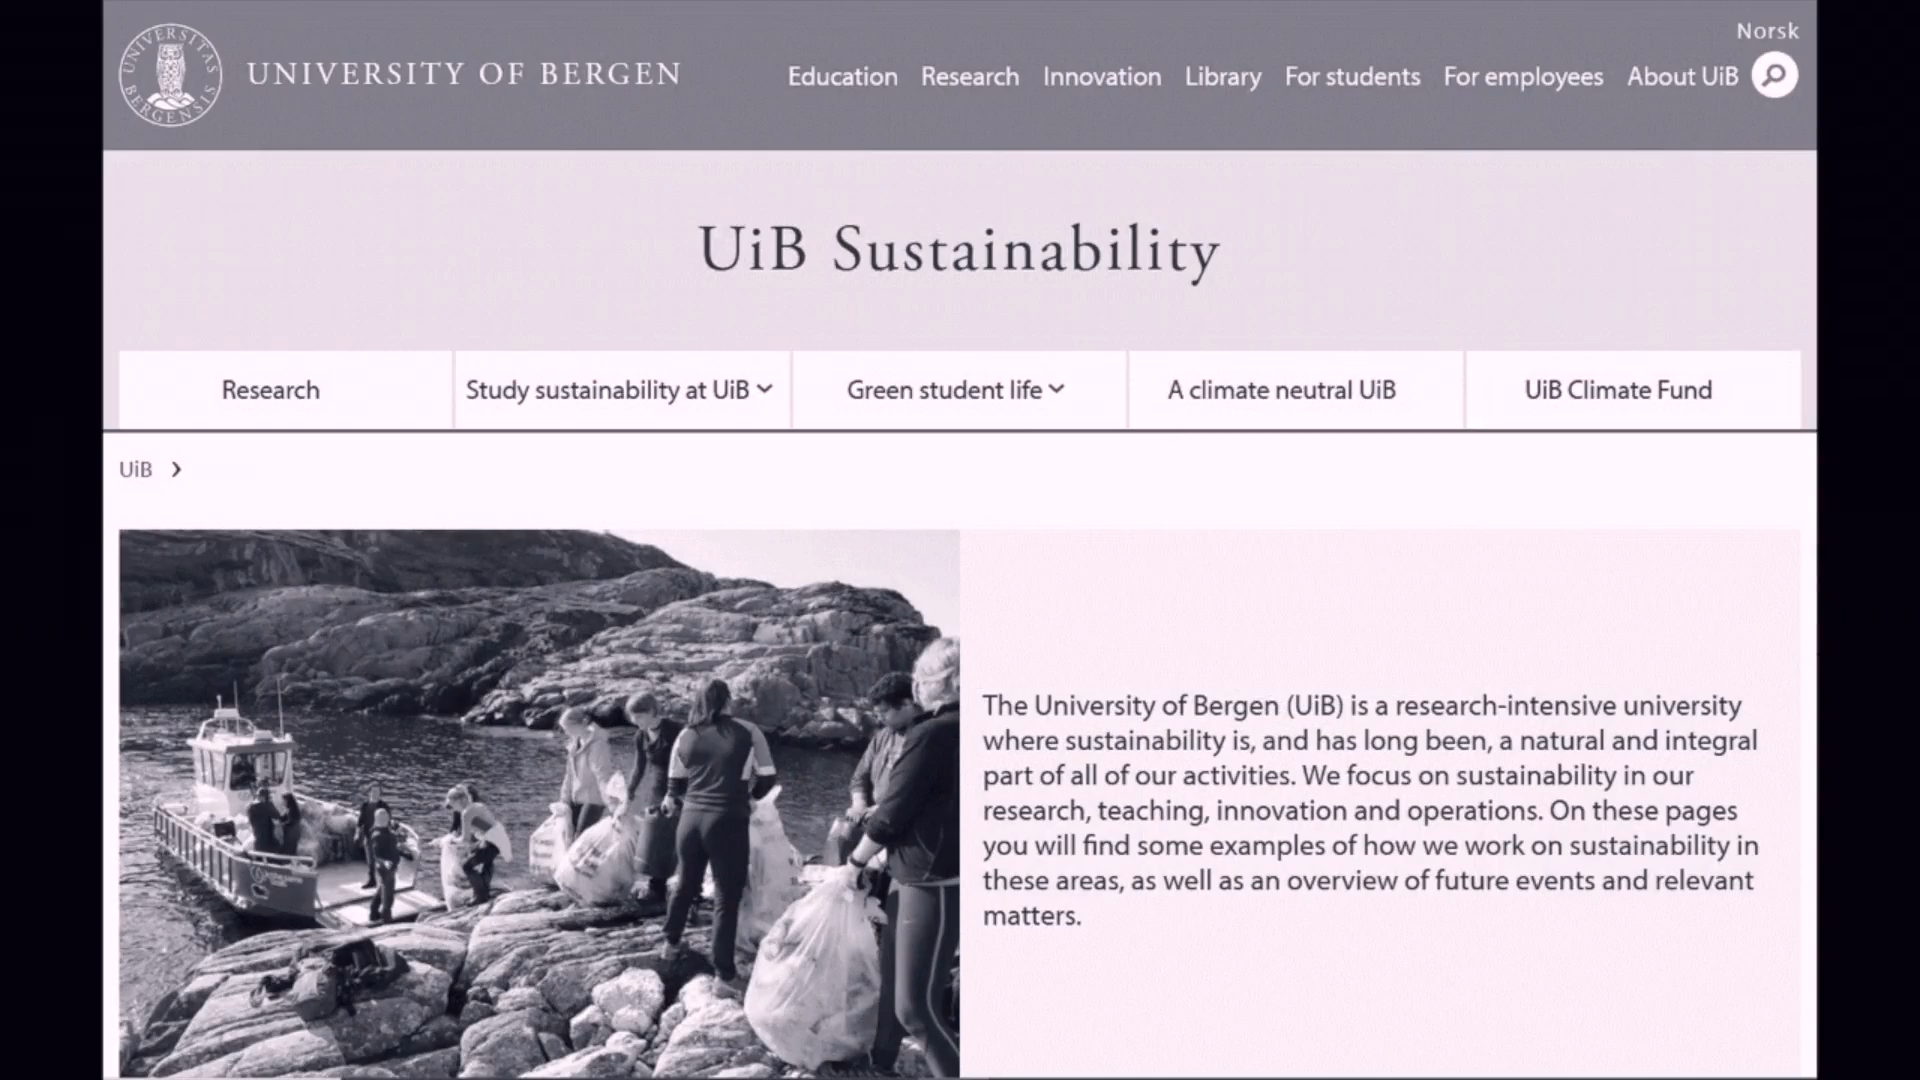 Norsk
UNIVERSITAS BERGENSIS
UNIVERSITY OF BERGEN
Education Research Innovation Library For students For employees About UiB
UiB Sustainability
Research
Study sustainability at UiB
Green student life
A climate neutral UiB
UiB Climate Fund
UiB
The University of Bergen (UiB) is a research-intensive university
where sustainability is, and has long been, a natural and integral
part of all of our activities. We focus on sustainability in our
research, teaching, innovation and operations. On these pages
you will find some examples of how we work on sustainability in
these areas, as well as an overview of future events and relevant
matters.